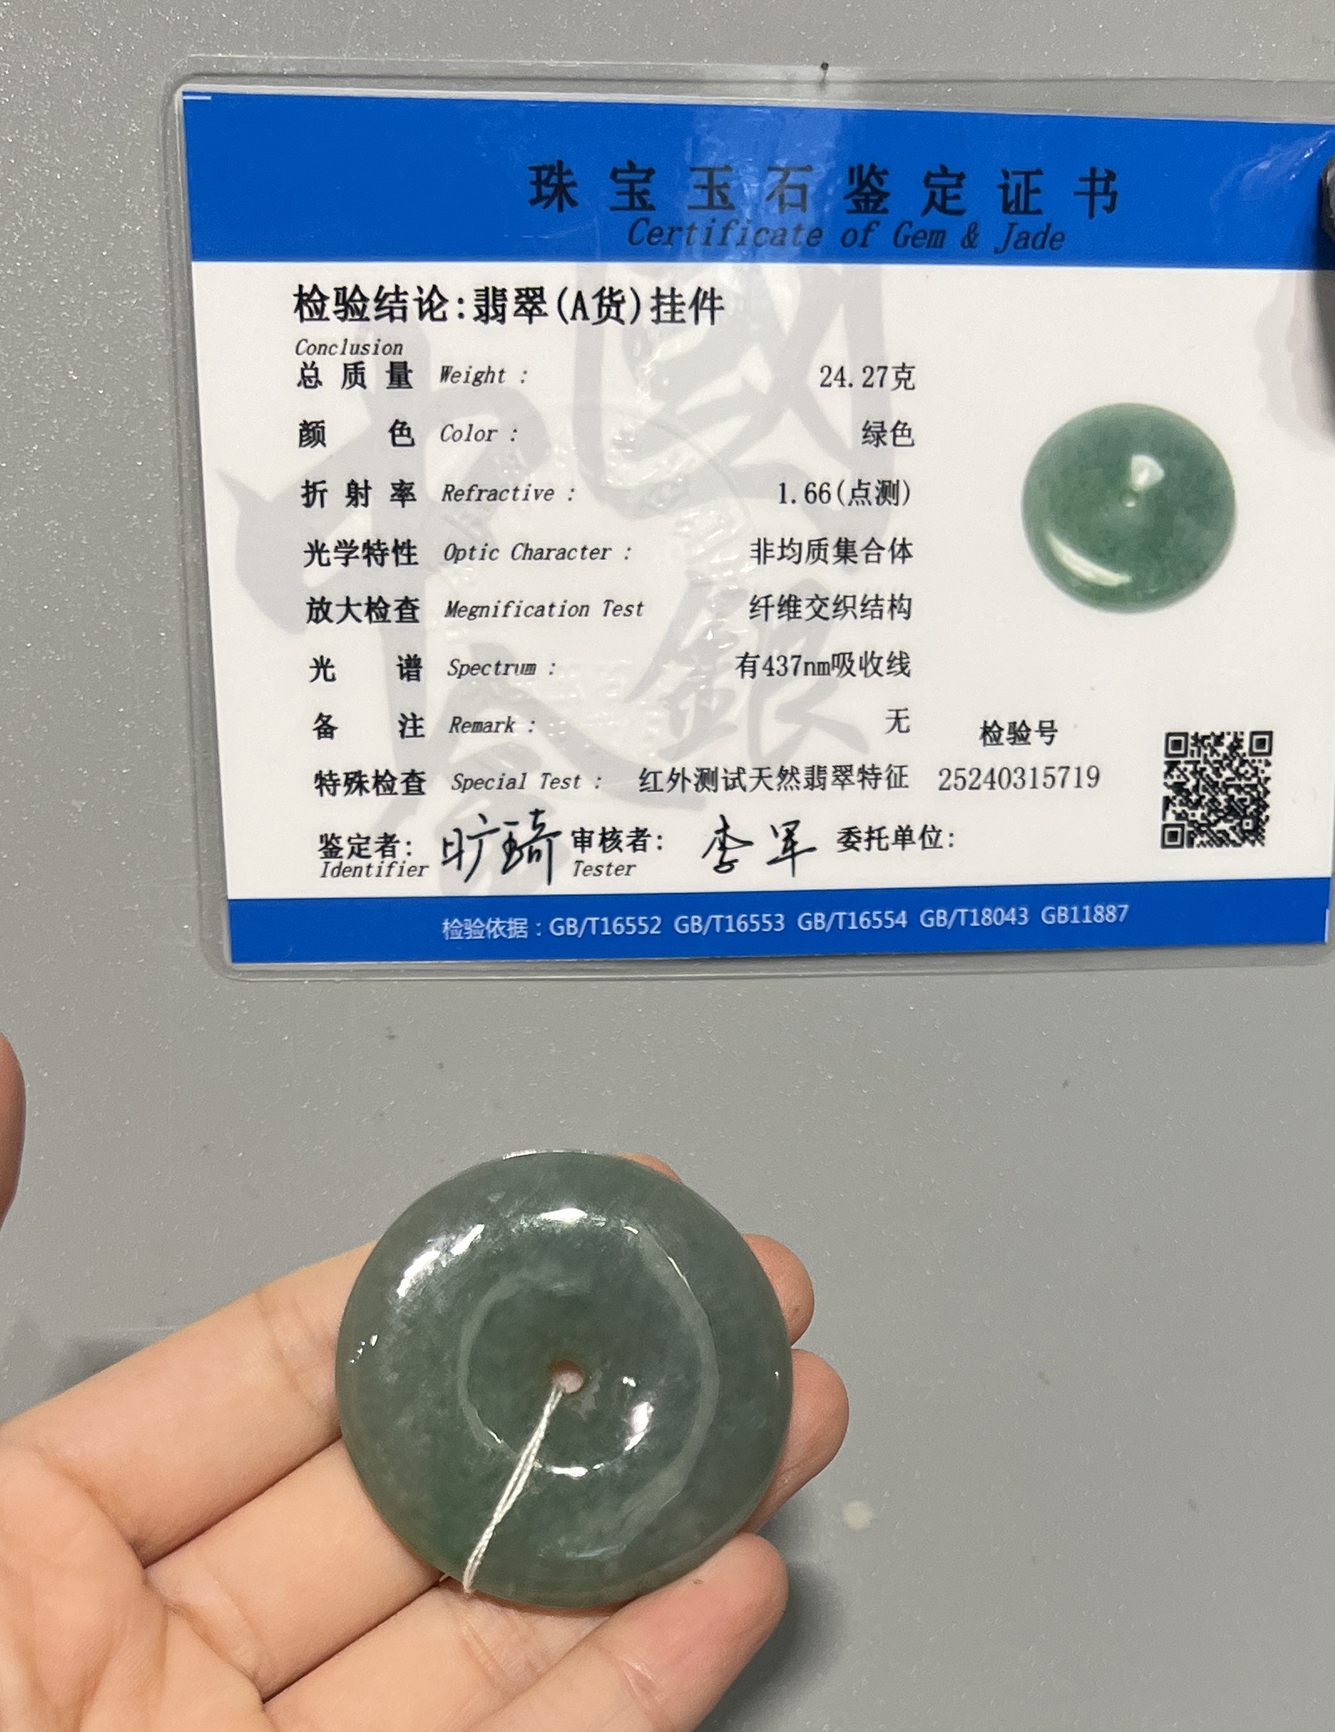 珠宝玉石鉴定证书
Certificate of Gem & Jade
检验结论:翡翠(A货)挂件
Conclusion
总质量 Weight : 24.27克
颜色 Color : 绿色
折射率 Refractive : 1.66(点测)
光学特性 Optic Character : 非均质集合体
放大检查 Megnification Test 纤维交织结构
光谱 Spectrum : 有437nm吸收线
备注 Remark : 无
检验号
特殊检查 Special Test : 红外测试天然翡翠特征 25240315719
鉴定者: 旷琦 审核者: 李军 委托单位:
Identifier Tester
检验依据：GB/T16552 GB/T16553 GB/T16554 GB/T18043 GB11887